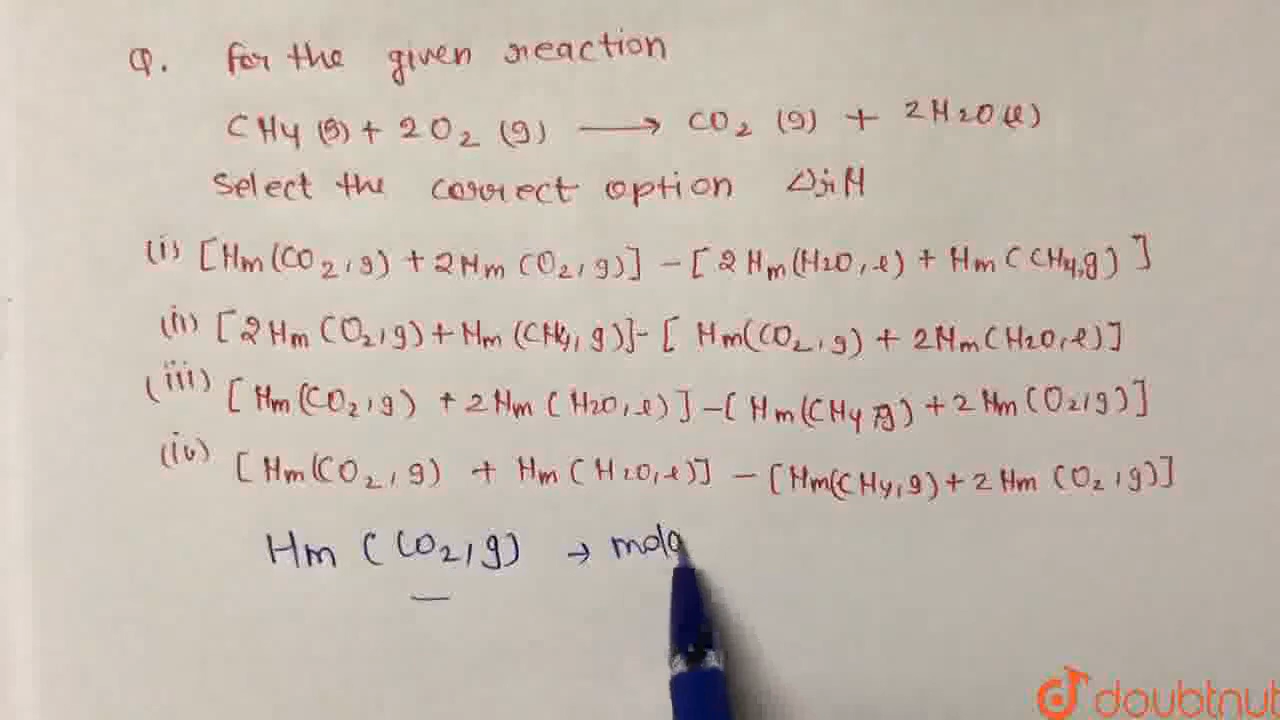 Q. for the given reaction
CH4 (g) + 2O2 (g) ⟶ CO2 (g) + 2H2O(l)
Select the correct option ΔrH
(i) [Hm(CO2,g) + 2Hm(O2,g)] - [2Hm(H2O,l) + Hm(CH4,g)]
(ii) [2Hm(O2,g) + Hm(CH4,g)] - [Hm(CO2,g) + 2Hm(H2O,l)]
(iii) [Hm(CO2,g) + 2Hm(H2O,l)] - [Hm(CH4,g) + 2Hm(O2,g)]
(iv) [Hm(CO2,g) + Hm(H2O,l)] - [Hm(CH4,g) + 2Hm(O2,g)]
Hm (CO2,g) → mola
doubtnut